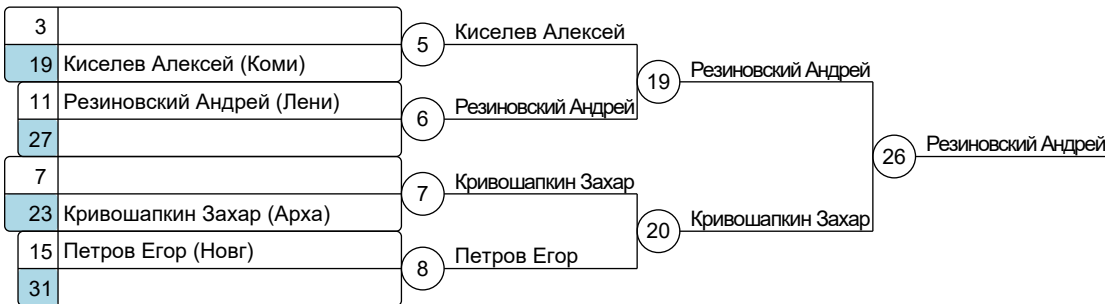 3
5
Киселев Алексей
19 Киселев Алексей (Коми)
19
Резиновский Андрей
11 Резиновский Андрей (Лени)
6
Резиновский Андрей
27
26
Резиновский Андрей
7
7
Кривошапкин Захар
23 Кривошапкин Захар (Арха)
20
Кривошапкин Захар
15 Петров Егор (Новг)
8
Петров Егор
31